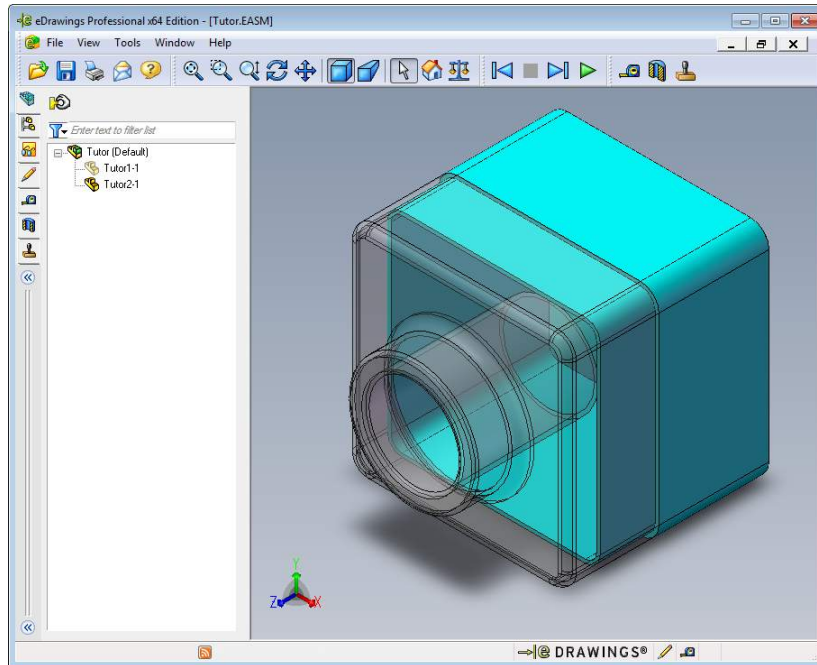 eDrawings Professional x64 Edition - [Tutor.EASM]
File View Tools Window Help
Enter text to filter list
Tutor (Default)
Tutor1-1
Tutor2-1
Y
Z X
DRAWINGS®